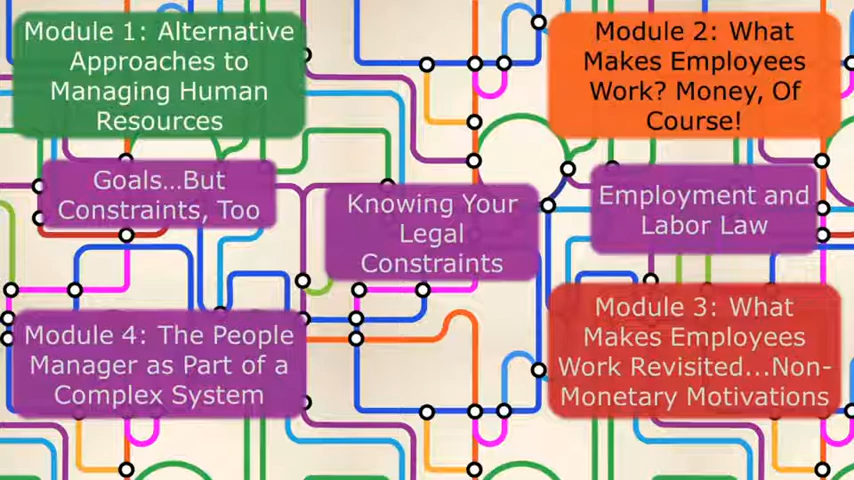 Module 1: Alternative
Approaches to
Managing Human
Resources
Module 2: What
Makes Employees
Work? Money, Of
Course!
Goals...But
Constraints, Too
Knowing Your
Legal
Constraints
Employment and
Labor Law
Module 4: The People
Manager as Part of a
Complex System
Module 3: What
Makes Employees
Work Revisited...Non-
Monetary Motivations